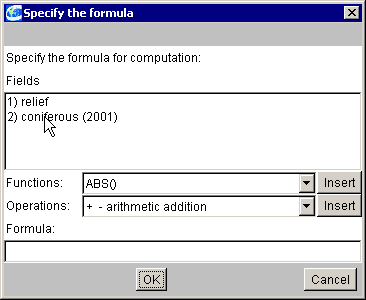 Specify the formula
Specify the formula for computation:
Fields
1) relief
2) coniferous (2001)
Functions: ABS() Insert
Operations: + - arithmetic addition Insert
Formula:
OK Cancel